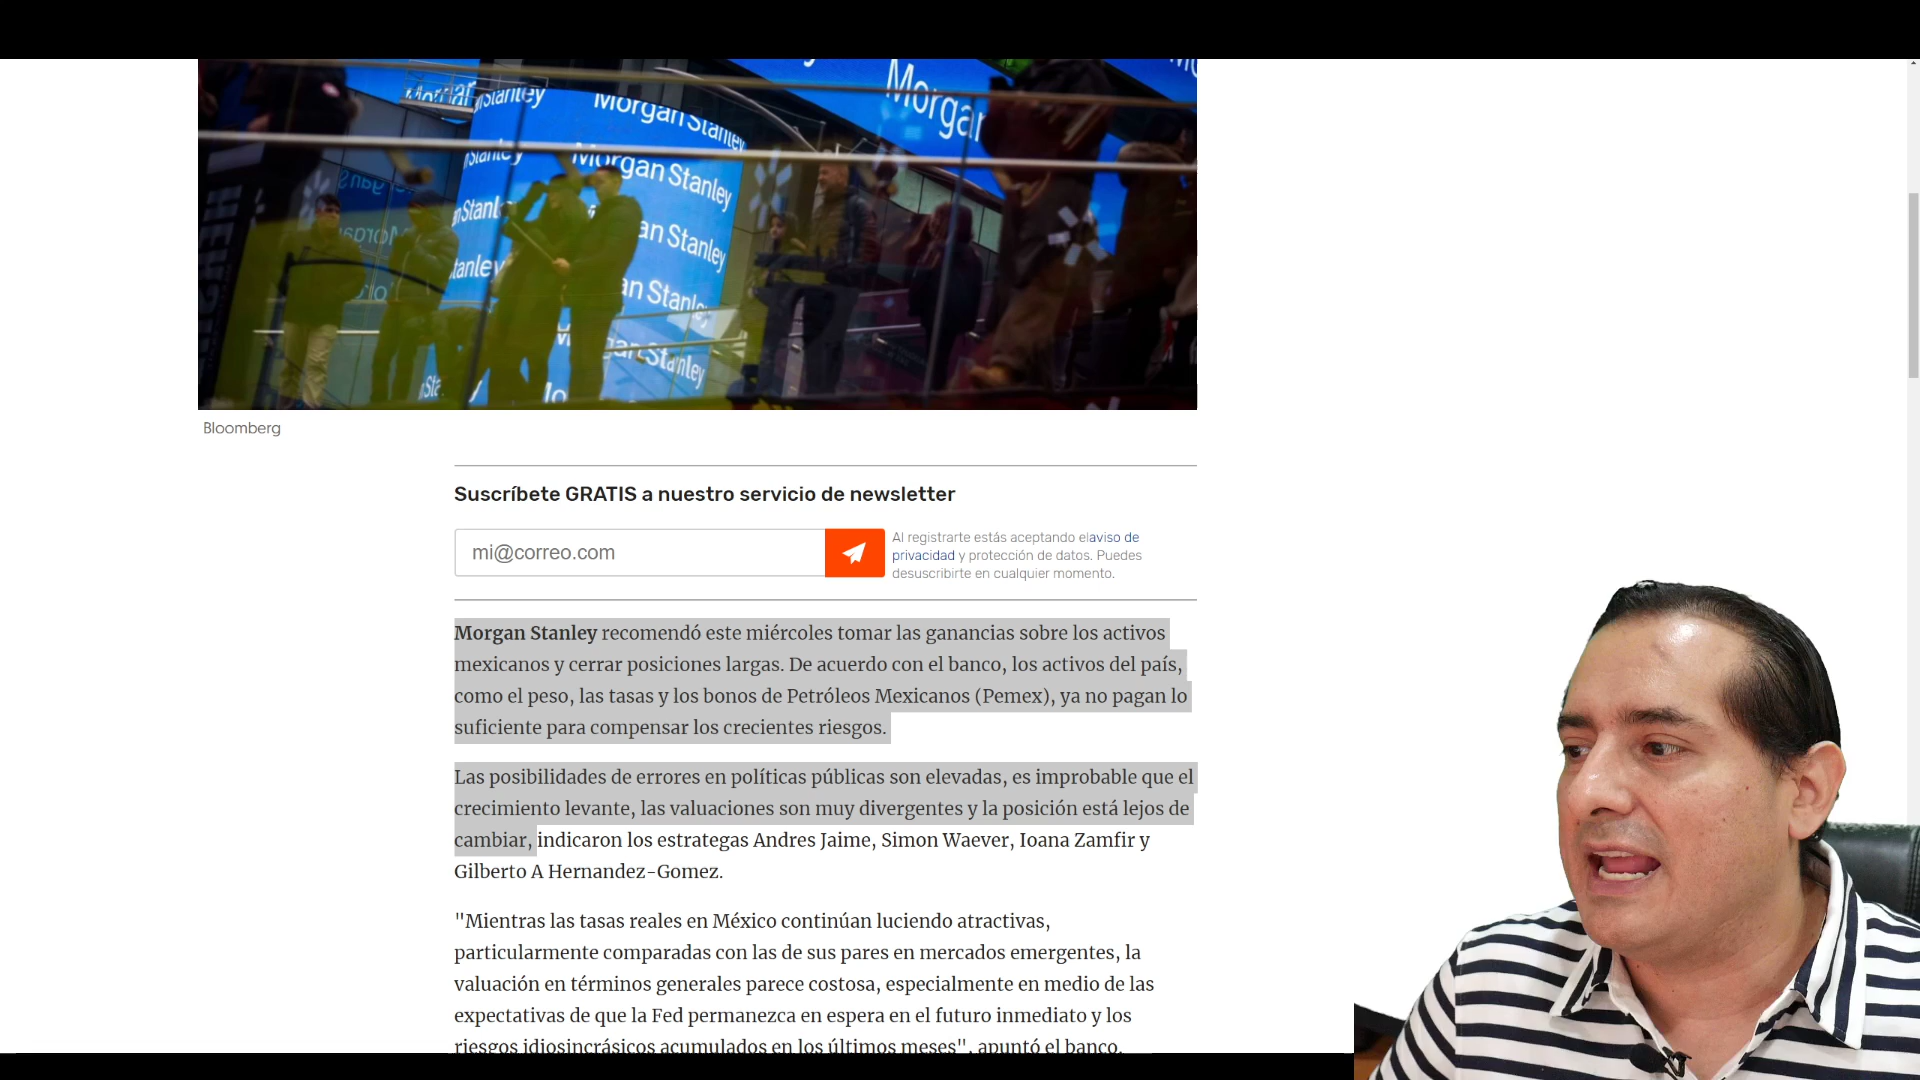 Morgan Stanley
Morgan Stanley
Morgan
Stanley
Morgan Stanley
an Stanley
an Stanley
Bloomberg
Suscríbete GRATIS a nuestro servicio de newsletter
mi@correo.com
Al registrarte estás aceptando elaviso de
privacidad y protección de datos. Puedes
desuscribirte en cualquier momento.
Morgan Stanley recomendó este miércoles tomar las ganancias sobre los activos
mexicanos y cerrar posiciones largas. De acuerdo con el banco, los activos del país,
como el peso, las tasas y los bonos de Petróleos Mexicanos (Pemex), ya no pagan lo
suficiente para compensar los crecientes riesgos.
Las posibilidades de errores en políticas públicas son elevadas, es improbable que el
crecimiento levante, las valuaciones son muy divergentes y la posición está lejos de
cambiar, indicaron los estrategas Andres Jaime, Simon Waever, Ioana Zamfir y
Gilberto A Hernandez-Gomez.
"Mientras las tasas reales en México continúan luciendo atractivas,
particularmente comparadas con las de sus pares en mercados emergentes, la
valuación en términos generales parece costosa, especialmente en medio de las
expectativas de que la Fed permanezca en espera en el futuro inmediato y los
riesgos idiosincrásicos acumulados en los últimos meses", apuntó el banco.